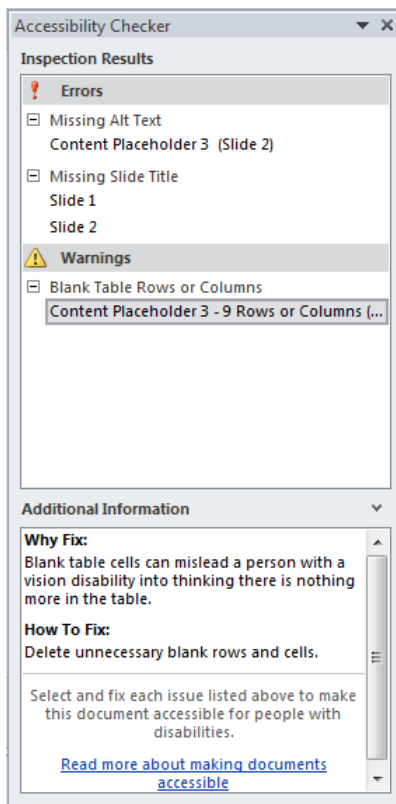 Accessibility Checker
Inspection Results
Errors
Missing Alt Text
Content Placeholder 3 (Slide 2)
Missing Slide Title
Slide 1
Slide 2
Warnings
Blank Table Rows or Columns
Content Placeholder 3 - 9 Rows or Columns (...
Additional Information
Why Fix:
Blank table cells can mislead a person with a
vision disability into thinking there is nothing
more in the table.
How To Fix:
Delete unnecessary blank rows and cells.
Select and fix each issue listed above to make
this document accessible for people with
disabilities.
Read more about making documents
accessible